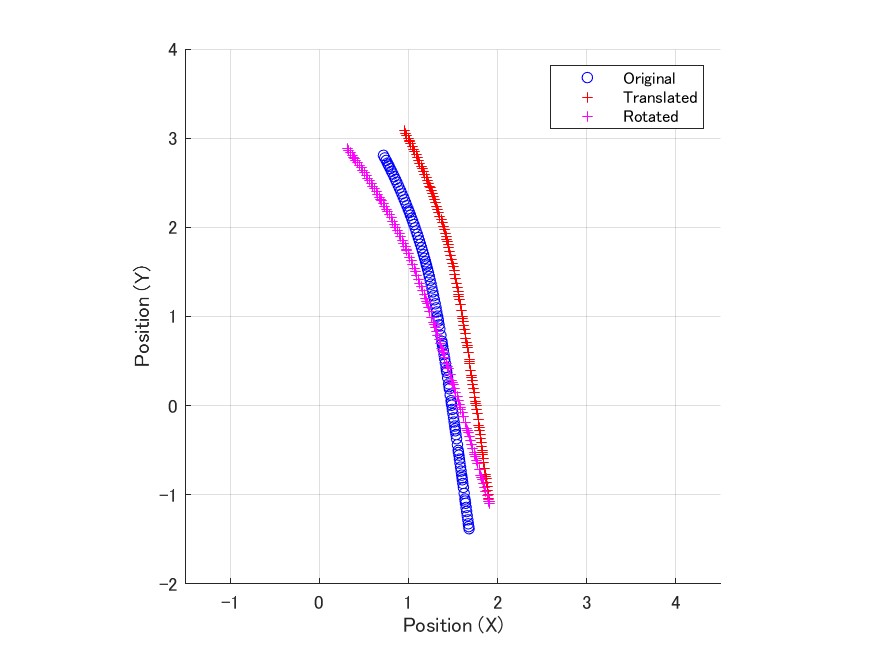 4
3
2
1
0
−1
−2
Position (Y)
Original
Translated
Rotated
−1 0 1 2 3 4
Position (X)